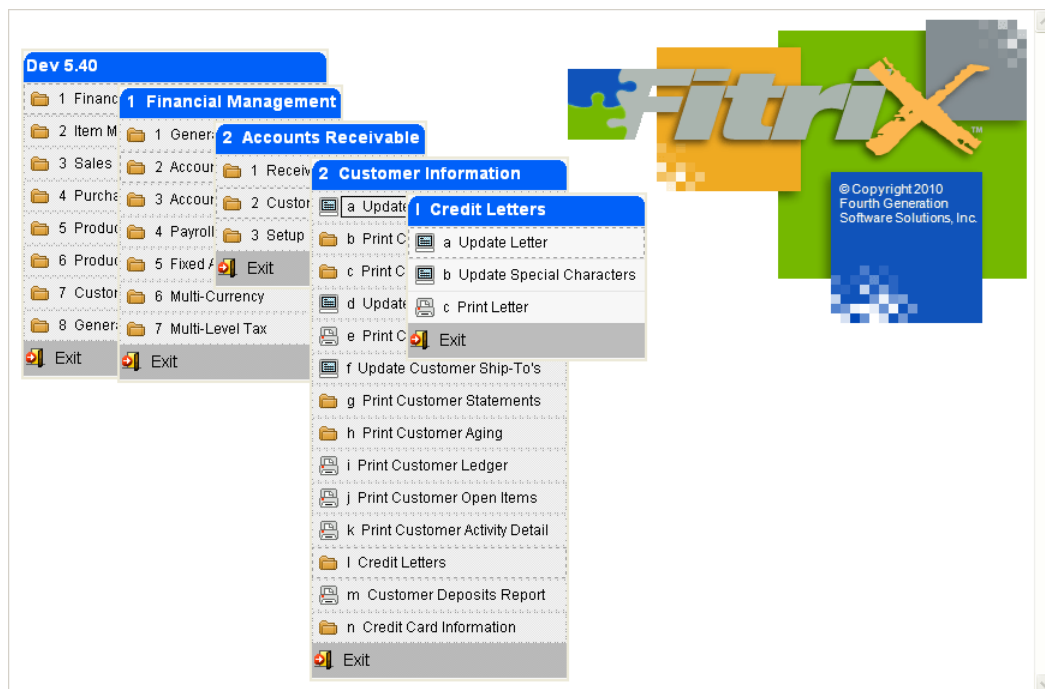 Dev 5.40
1 Financ
2 Item M
3 Sales
4 Purcha
5 Produc
6 Produc
7 Custor
8 Genera
Exit
1 Financial Management
1 Genera
2 Accour
3 Accour
4 Payroll
5 Fixed A
6 Multi-Currency
7 Multi-Level Tax
Exit
2 Accounts Receivable
1 Receiv
2 Custor
3 Setup
Exit
2 Customer Information
a Update
b Print C
c Print C
d Update
e Print C
f Update Customer Ship-To's
g Print Customer Statements
h Print Customer Aging
i Print Customer Ledger
j Print Customer Open Items
k Print Customer Activity Detail
l Credit Letters
m Customer Deposits Report
n Credit Card Information
Exit
l Credit Letters
a Update Letter
b Update Special Characters
c Print Letter
Exit
FitriX ™
© Copyright 2010
Fourth Generation
Software Solutions, Inc.